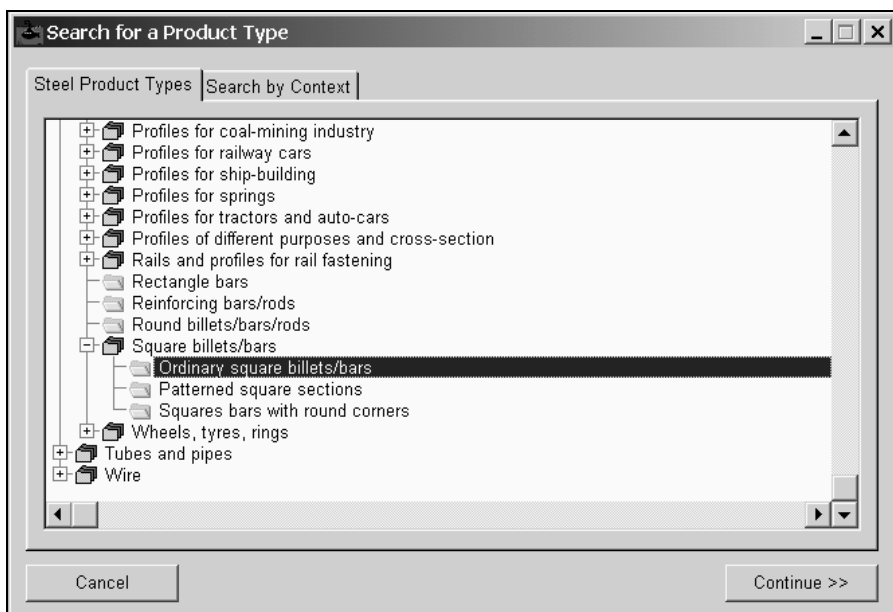 Search for a Product Type
Steel Product Types
Search by Context
Profiles for coal-mining industry
Profiles for railway cars
Profiles for ship-building
Profiles for springs
Profiles for tractors and auto-cars
Profiles of different purposes and cross-section
Rails and profiles for rail fastening
Rectangle bars
Reinforcing bars/rods
Round billets/bars/rods
Square billets/bars
Ordinary square billets/bars
Patterned square sections
Squares bars with round corners
Wheels, tyres, rings
Tubes and pipes
Wire
Cancel
Continue >>